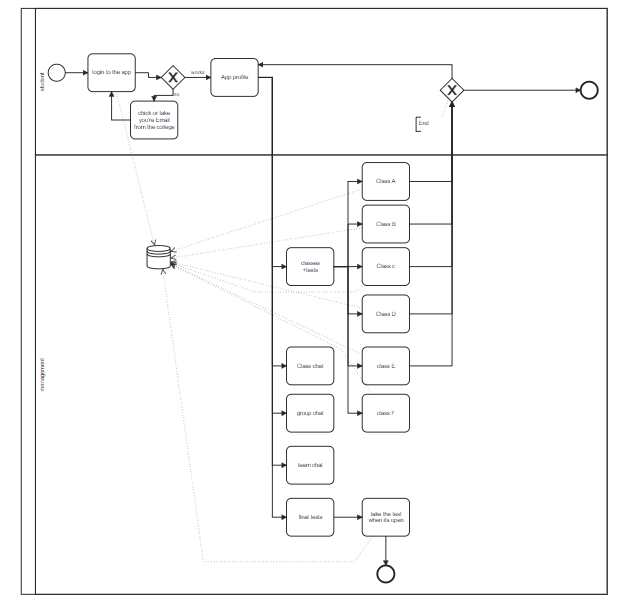 student
login to the app
works
App profile
no
chick or take
you're Email
from the college
End
management
Class A
Class B
classes
+tests
Class c
Class D
Class chat
class E
group chat
class F
team chat
final tests
take the test
when its open